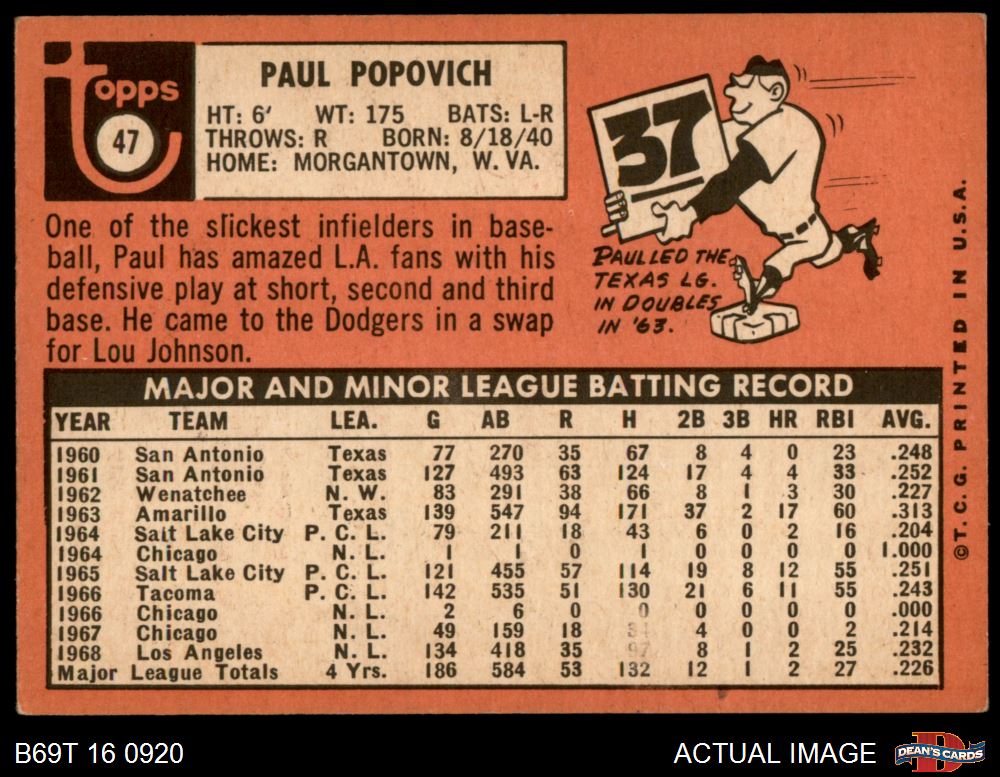 topps
47
PAUL POPOVICH
HT: 6' WT: 175 BATS: L-R
THROWS: R BORN: 8/18/40
HOME: MORGANTOWN, W. VA.
One of the slickest infielders in base-
ball, Paul has amazed L.A. fans with his
defensive play at short, second and third
base. He came to the Dodgers in a swap
for Lou Johnson.
37
PAUL LED THE
TEXAS LG.
IN DOUBLES
IN '63.
MAJOR AND MINOR LEAGUE BATTING RECORD
YEAR TEAM LEA. G AB R H 2B 3B HR RBI AVG.
1960 San Antonio Texas 77 270 35 67 8 4 0 23 .248
1961 San Antonio Texas 127 493 63 124 17 4 4 33 .252
1962 Wenatchee N. W. 83 291 38 66 8 1 3 30 .227
1963 Amarillo Texas 139 547 94 171 37 2 17 60 .313
1964 Salt Lake City P. C. L. 79 211 18 43 6 0 2 16 .204
1964 Chicago N. L. 1 1 0 1 0 0 0 0 1.000
1965 Salt Lake City P. C. L. 121 455 57 114 19 8 12 55 .251
1966 Tacoma P. C. L. 142 535 51 130 21 6 11 55 .243
1966 Chicago N. L. 2 6 0 0 0 0 0 0 .000
1967 Chicago N. L. 49 159 18 34 4 0 0 2 .214
1968 Los Angeles N. L. 134 418 35 97 8 1 2 25 .232
Major League Totals 4 Yrs. 186 584 53 132 12 1 2 27 .226
©T. C. G. PRINTED IN U.S.A.
B69T 16 0920
ACTUAL IMAGE
D
DEAN'S CARDS